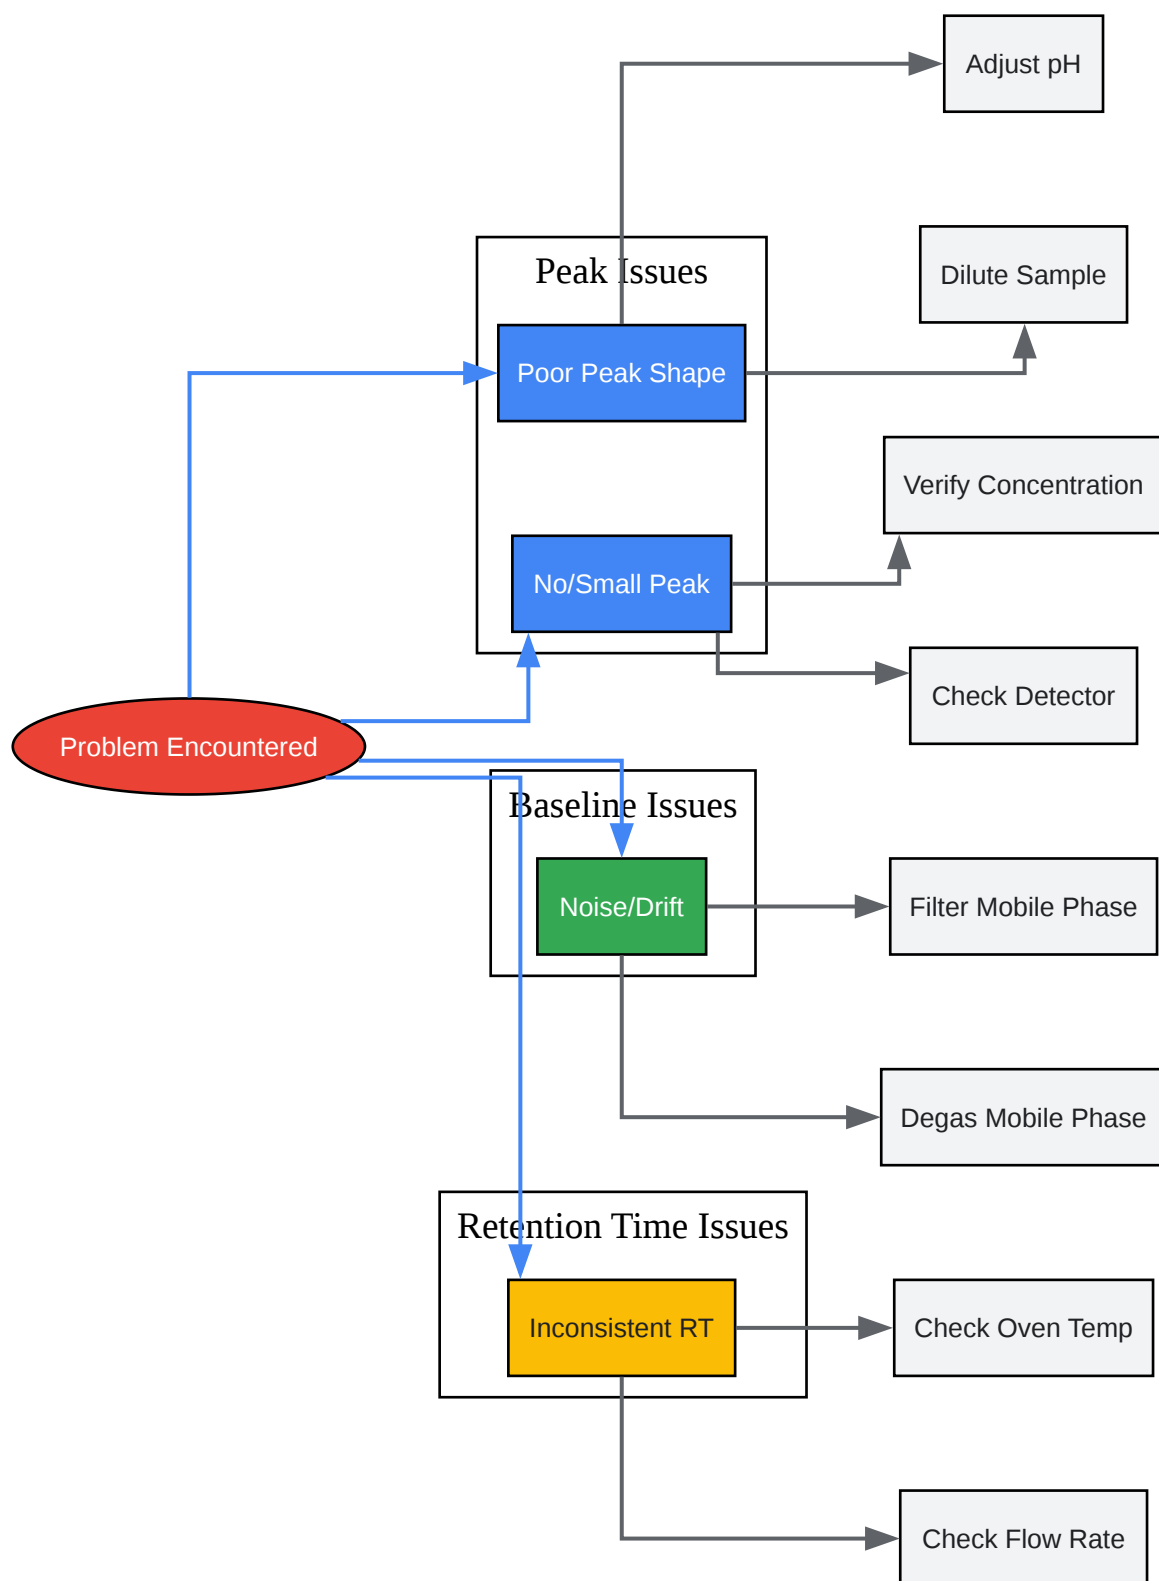 Adjust pH
Peak Issues
Dilute Sample
Poor Peak Shape
Verify Concentration
No/Small Peak
Check Detector
Problem Encountered
Baseline Issues
Noise/Drift
Filter Mobile Phase
Degas Mobile Phase
Retention Time Issues
Inconsistent RT
Check Oven Temp
Check Flow Rate